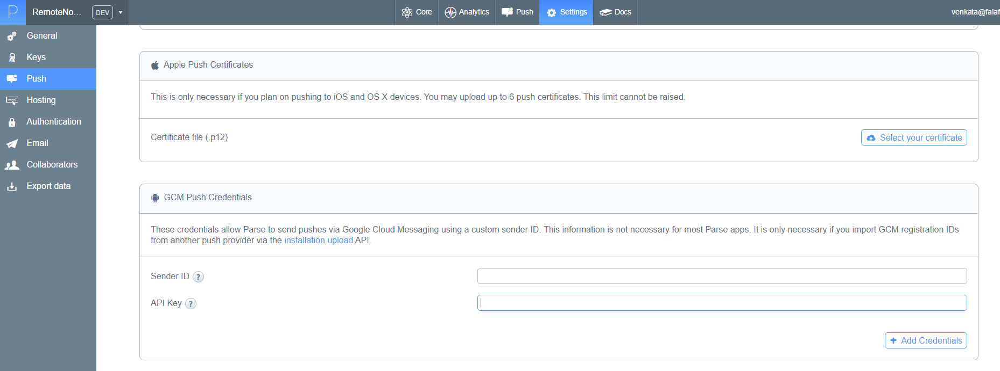 P RemoteNo... DEV Core Analytics Push Settings Docs venkata@falaf
General
Keys
Push
Hosting
Authentication
Email
Collaborators
Export data
Apple Push Certificates
This is only necessary if you plan on pushing to iOS and OS X devices. You may upload up to 6 push certificates. This limit cannot be raised.
Certificate file (.p12) Select your certificate
GCM Push Credentials
These credentials allow Parse to send pushes via Google Cloud Messaging using a custom sender ID. This information is not necessary for most Parse apps. It is only necessary if you import GCM registration IDs
from another push provider via the installation upload API.
Sender ID ?
API Key ?
+ Add Credentials